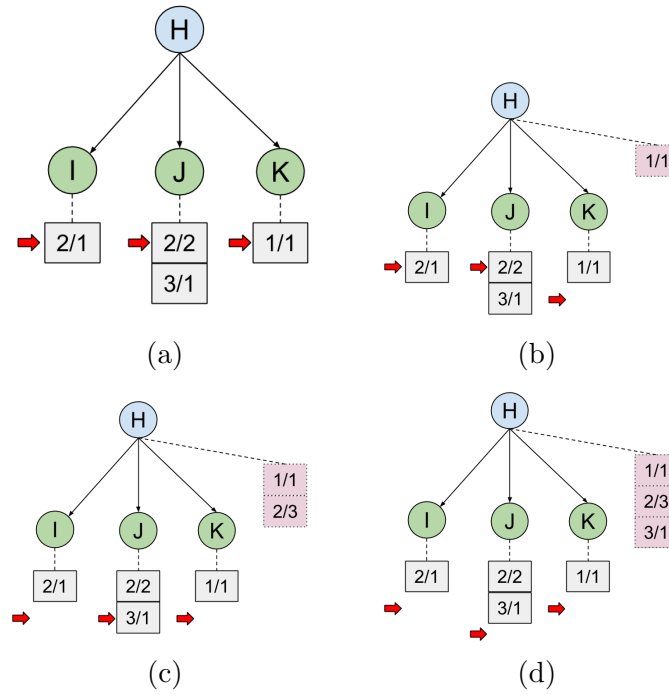 H
I J K
2/1 2/2 1/1
3/1
(a)
H
1/1
I J K
2/1 2/2 1/1
3/1
(b)
H
1/1
2/3
I J K
2/1 2/2 1/1
3/1
(c)
H
1/1
2/3
3/1
I J K
2/1 2/2 1/1
3/1
(d)